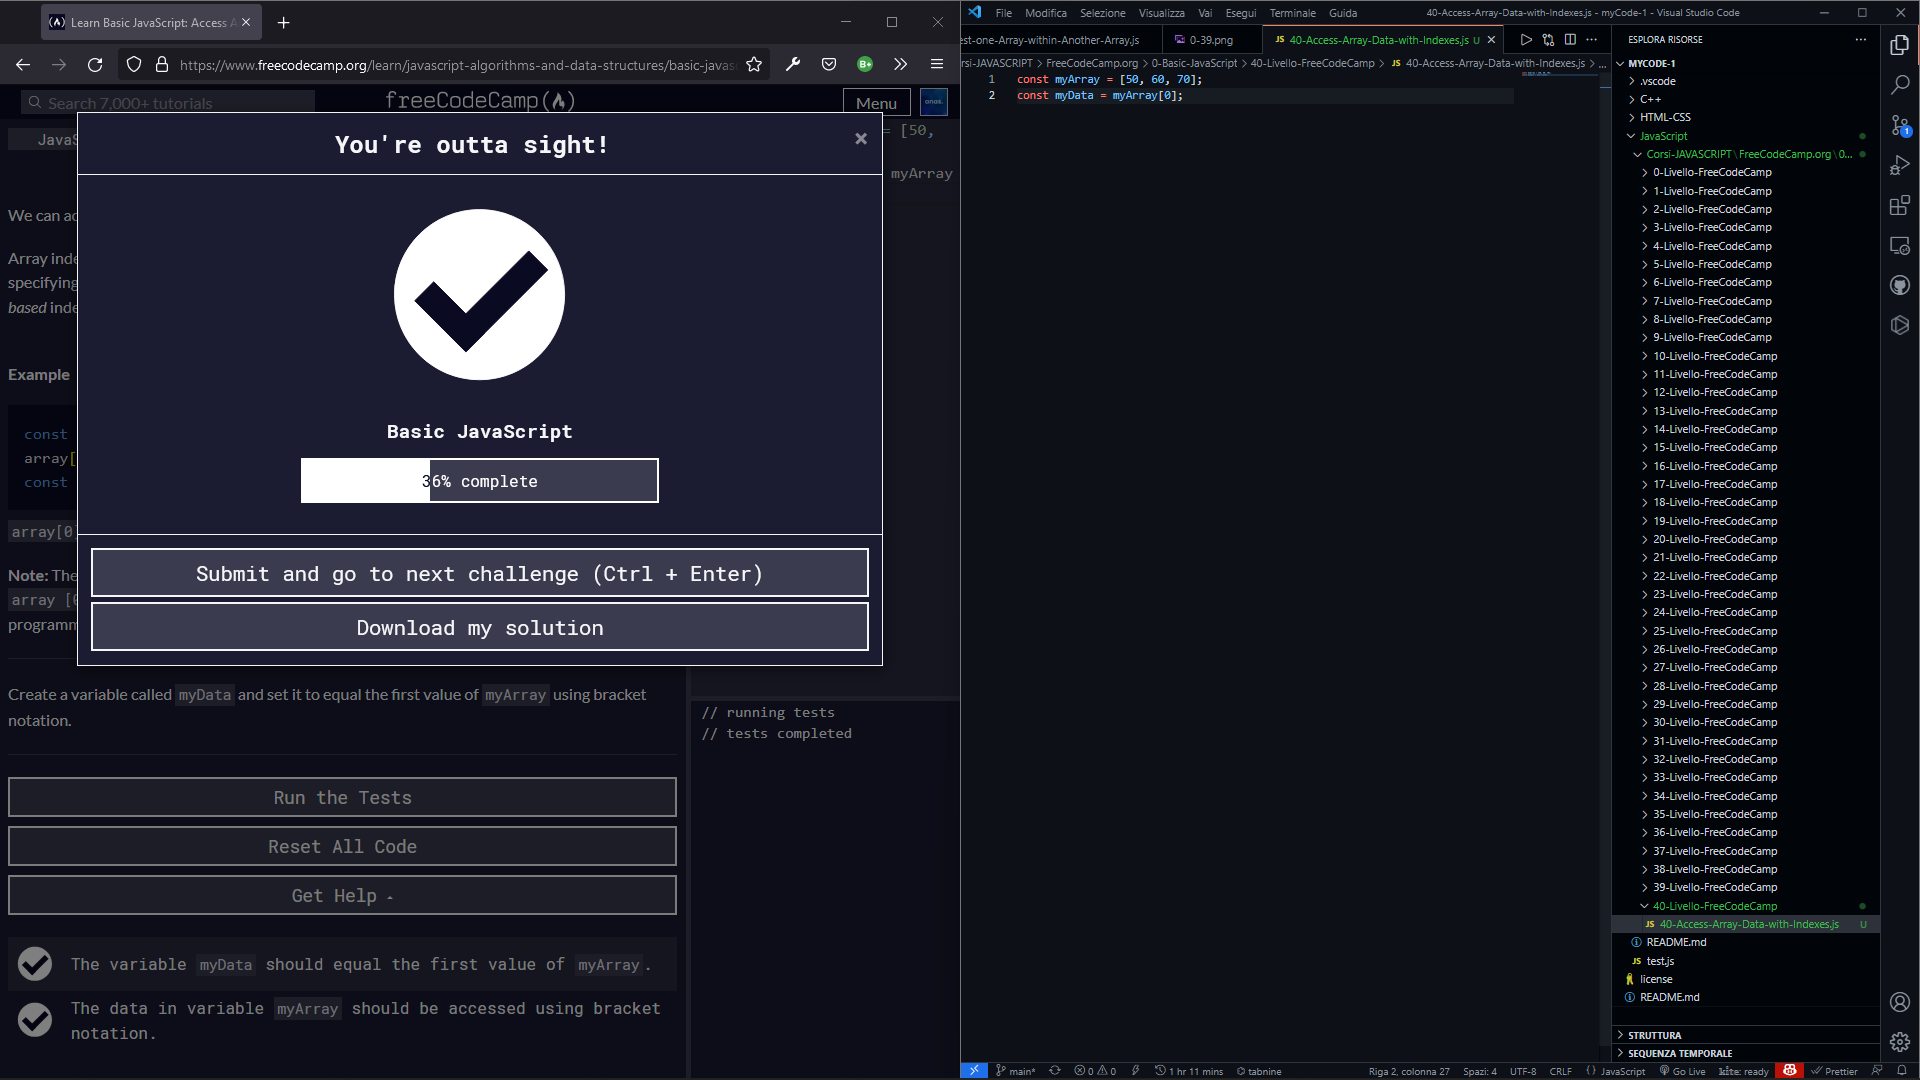 Learn Basic JavaScript: Access A
https://www.freecodecamp.org/learn/javascript-algorithms-and-data-structures/basic-javas
Search 7,000+ tutorials
freeCodeCamp
Menu
JavaS
= [50,
myArray
We can ac
Array inde
specifying
based inde
Example
const
array[
const
array[0]
Note: The
array [0
programm
You're outta sight!
Basic JavaScript
36% complete
Submit and go to next challenge (Ctrl + Enter)
Download my solution
Create a variable called myData and set it to equal the first value of myArray using bracket
notation.
Run the Tests
Reset All Code
Get Help
The variable myData should equal the first value of myArray.
The data in variable myArray should be accessed using bracket
notation.
// running tests
// tests completed
File Modifica Selezione Visualizza Vai Esegui Terminale Guida
40-Access-Array-Data-with-Indexes.js - myCode-1 - Visual Studio Code
est-one-Array-within-Another-Array.js
0-39.png
JS 40-Access-Array-Data-with-Indexes.js U
rsi-JAVASCRIPT > FreeCodeCamp.org > 0-Basic-JavaScript > 40-Livello-FreeCodeCamp > JS 40-Access-Array-Data-with-Indexes.js > ...
1 const myArray = [50, 60, 70];
2 const myData = myArray[0];
ESPLORA RISORSE
MYCODE-1
.vscode
C++
HTML-CSS
JavaScript
Corsi-JAVASCRIPT\FreeCodeCamp.org\0...
0-Livello-FreeCodeCamp
1-Livello-FreeCodeCamp
2-Livello-FreeCodeCamp
3-Livello-FreeCodeCamp
4-Livello-FreeCodeCamp
5-Livello-FreeCodeCamp
6-Livello-FreeCodeCamp
7-Livello-FreeCodeCamp
8-Livello-FreeCodeCamp
9-Livello-FreeCodeCamp
10-Livello-FreeCodeCamp
11-Livello-FreeCodeCamp
12-Livello-FreeCodeCamp
13-Livello-FreeCodeCamp
14-Livello-FreeCodeCamp
15-Livello-FreeCodeCamp
16-Livello-FreeCodeCamp
17-Livello-FreeCodeCamp
18-Livello-FreeCodeCamp
19-Livello-FreeCodeCamp
20-Livello-FreeCodeCamp
21-Livello-FreeCodeCamp
22-Livello-FreeCodeCamp
23-Livello-FreeCodeCamp
24-Livello-FreeCodeCamp
25-Livello-FreeCodeCamp
26-Livello-FreeCodeCamp
27-Livello-FreeCodeCamp
28-Livello-FreeCodeCamp
29-Livello-FreeCodeCamp
30-Livello-FreeCodeCamp
31-Livello-FreeCodeCamp
32-Livello-FreeCodeCamp
33-Livello-FreeCodeCamp
34-Livello-FreeCodeCamp
35-Livello-FreeCodeCamp
36-Livello-FreeCodeCamp
37-Livello-FreeCodeCamp
38-Livello-FreeCodeCamp
39-Livello-FreeCodeCamp
40-Livello-FreeCodeCamp
JS 40-Access-Array-Data-with-Indexes.js U
README.md
JS test.js
license
README.md
STRUTTURA
SEQUENZA TEMPORALE
1
main* 0 0 1 hr 11 mins tabnine
Riga 2, colonna 27 Spazi: 4 UTF-8 CRLF JavaScript Go Live kite: ready Prettier